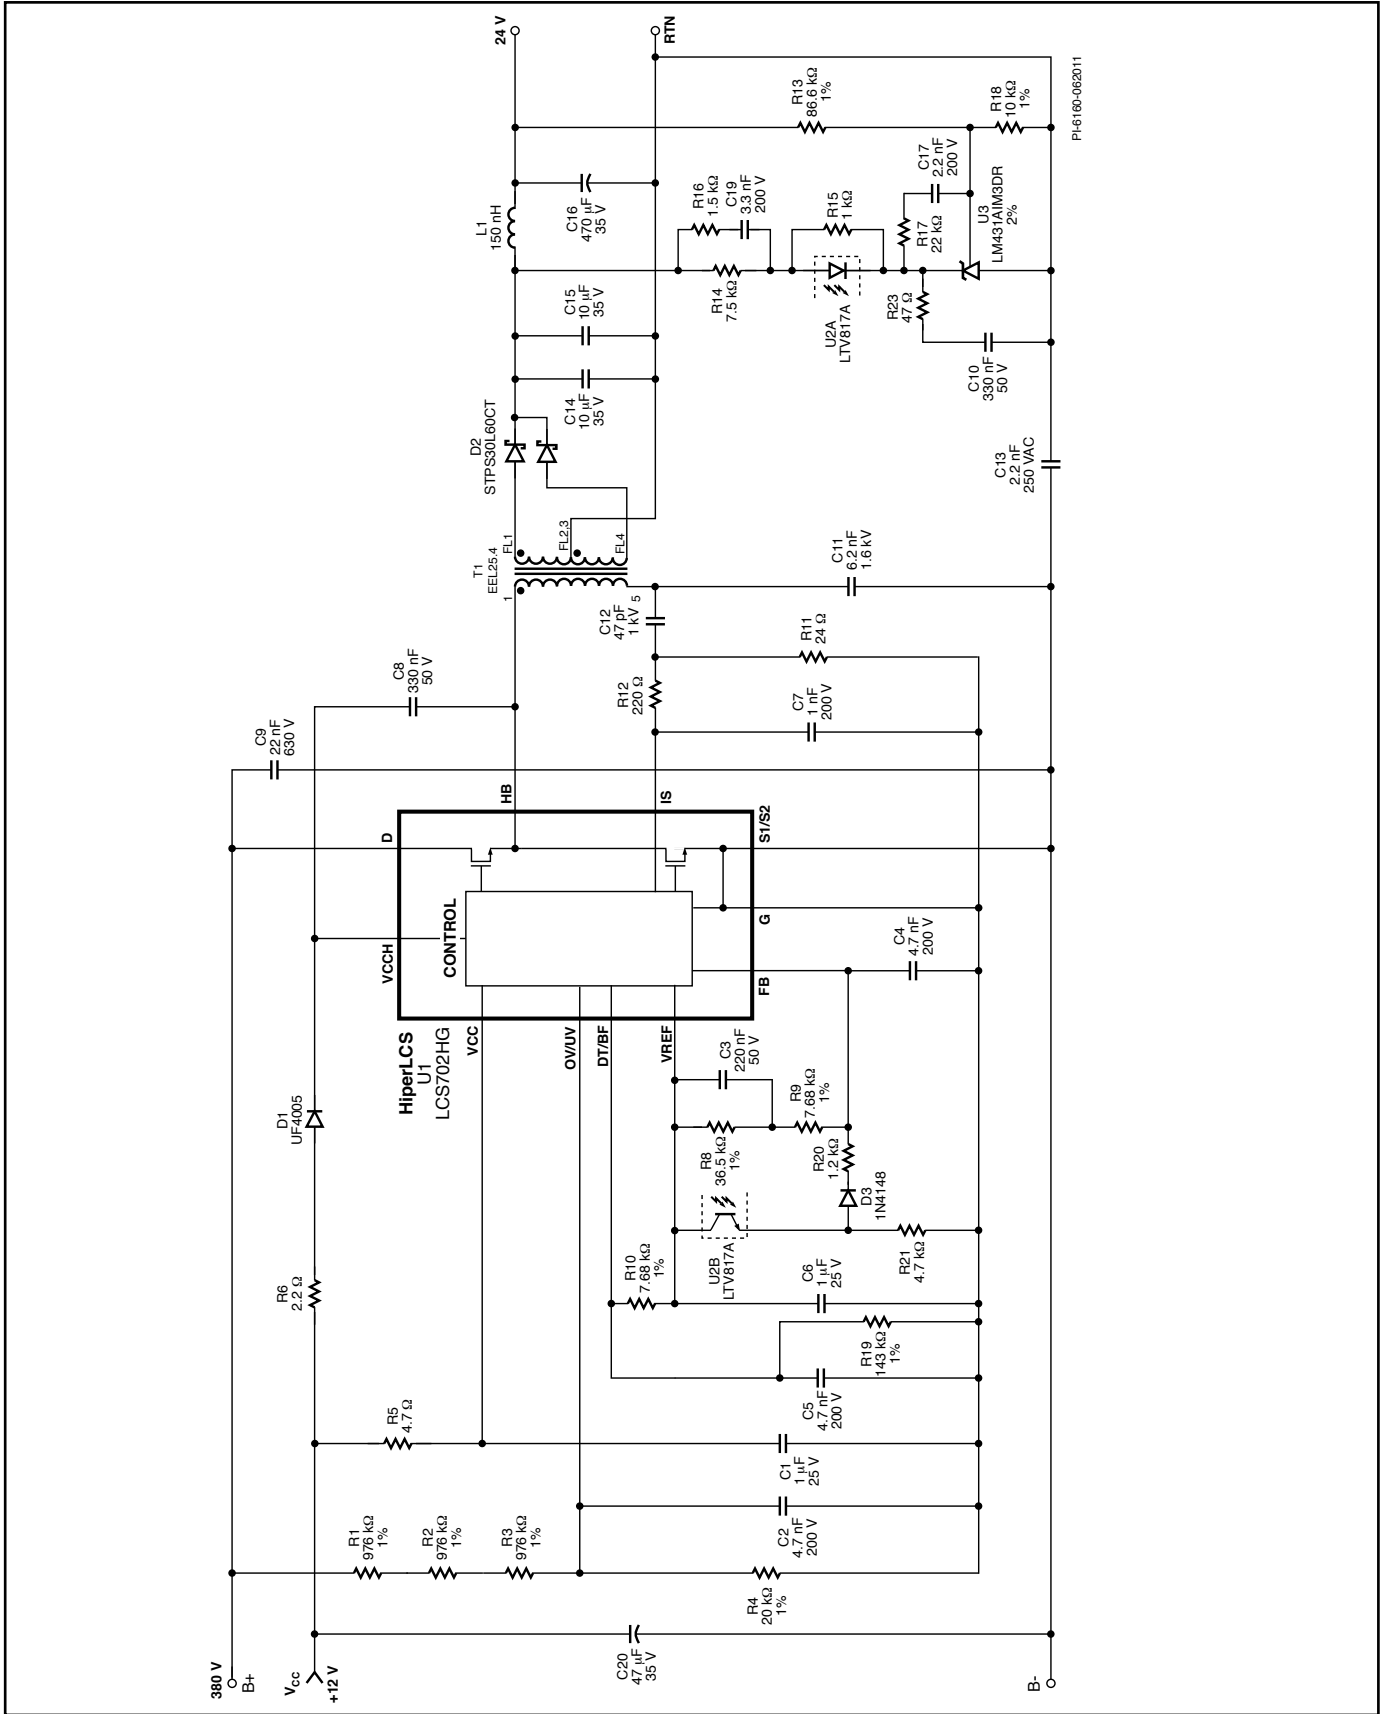 380 V
B+
VCC
+12 V
B-
C20
47 µF
35 V
R1
976 kΩ
1%
R2
976 kΩ
1%
R3
976 kΩ
1%
R4
20 kΩ
1%
C2
4.7 nF
200 V
C1
1 µF
25 V
R5
4.7 Ω
C5
4.7 nF
200 V
R19
143 kΩ
1%
R6
2.2 Ω
R10
7.68 kΩ
1%
C6
1 µF
25 V
U2B
LTV817A
R21
4.7 kΩ
D3
1N4148
R20
1.2 kΩ
D1
UF4005
R8
36.5 kΩ
1%
R9
7.68 kΩ
1%
C3
220 nF
50 V
HiperLCS
U1
LCS702HG
VCC
OV/UV
DT/BF
VREF
VCCH
CONTROL
D
HB
IS
S1/S2
G
FB
C4
4.7 nF
200 V
C9
22 nF
630 V
C8
330 nF
50 V
R12
220 Ω
C7
1 nF
200 V
R11
24 Ω
C12
47 pF
1 kV
C11
6.2 nF
1.6 kV
1
5
T1
EEL25.4
FL1
FL2,3
FL4
D2
STPS30L60CT
C13
2.2 nF
250 VAC
C14
10 µF
35 V
C15
10 µF
35 V
C10
330 nF
50 V
R23
47 Ω
U2A
LTV817A
R14
7.5 kΩ
R16
1.5 kΩ
C19
3.3 nF
200 V
R15
1 kΩ
R17
22 kΩ
C17
2.2 nF
200 V
U3
LM431AIM3DR
2%
L1
150 nH
C16
470 µF
35 V
R13
86.6 kΩ
1%
R18
10 kΩ
1%
24 V
RTN
PI-6160-062011